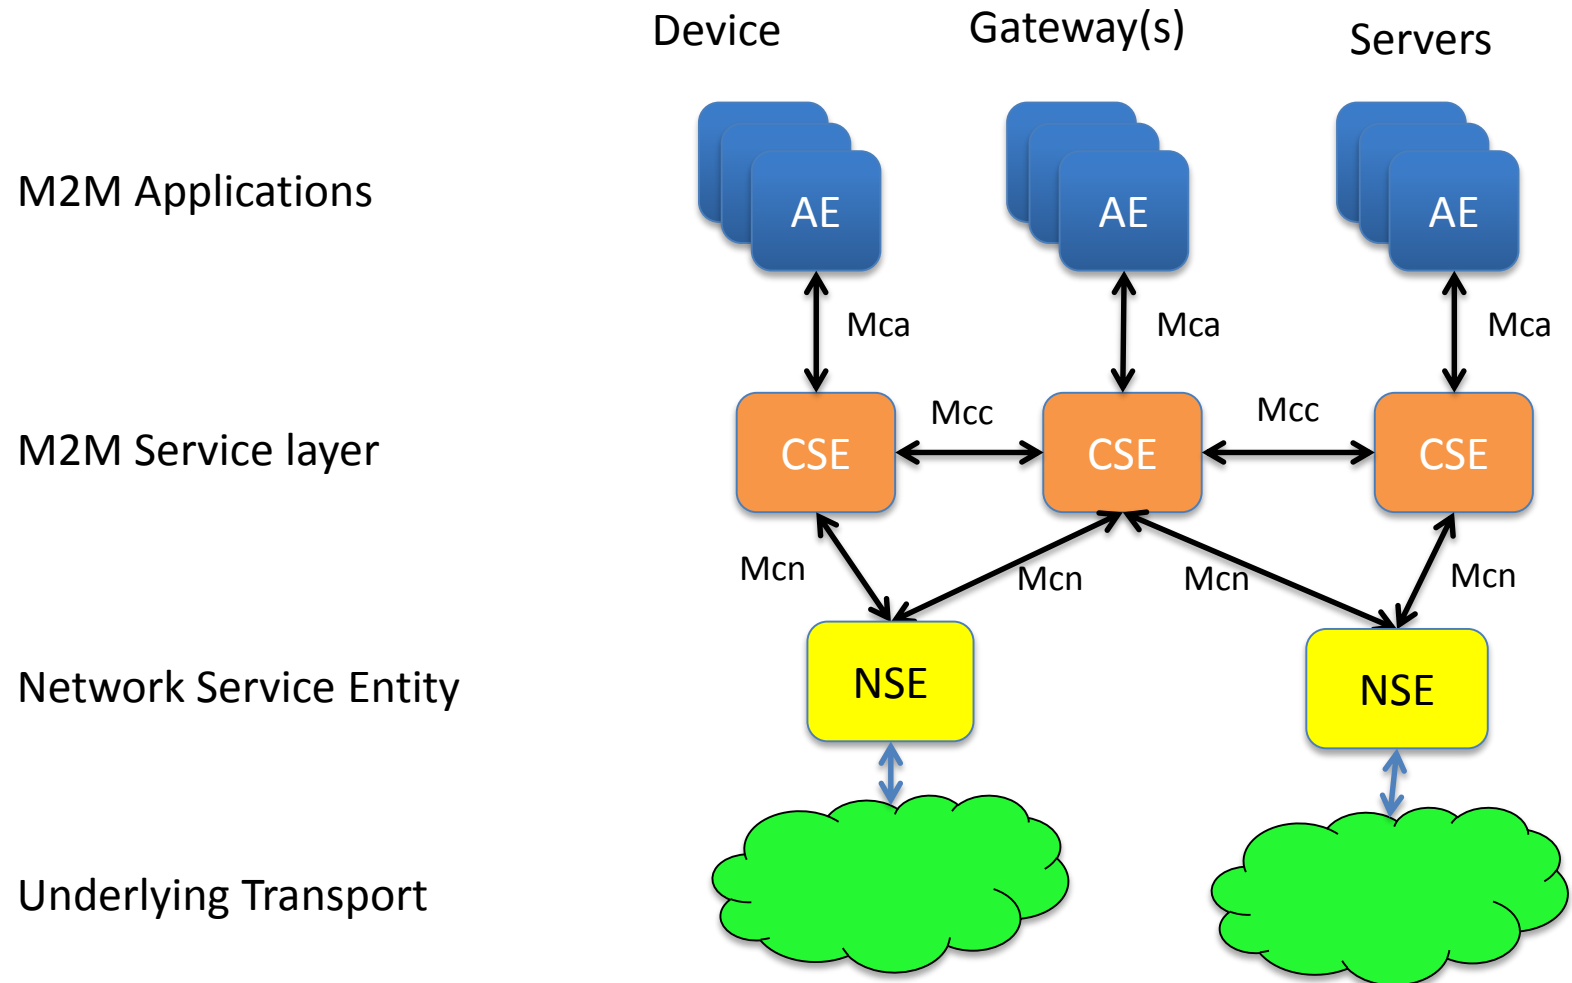 Device
Gateway(s)
Servers
M2M Applications
AE
AE
AE
Mca
Mca
Mca
M2M Service layer
CSE
Mcc
CSE
Mcc
CSE
Mcn
Mcn
Mcn
Mcn
Network Service Entity
NSE
NSE
Underlying Transport